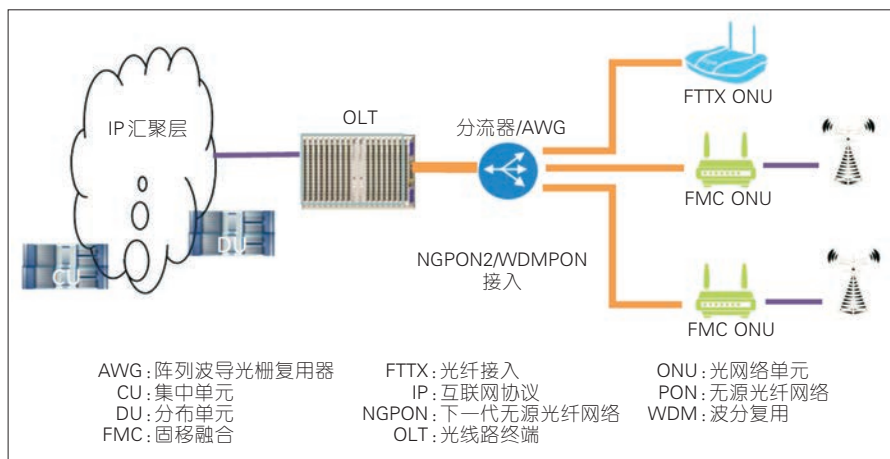 IP汇聚层
OLT
分流器/AWG
FTTX ONU
FMC ONU
DU
CU
NGPON2/WDMPON
接入
FMC ONU
AWG:阵列波导光栅复用器
CU:集中单元
DU:分布单元
FMC:固移融合
FTTX:光纤接入
IP:互联网协议
NGPON:下一代无源光纤网络
OLT:光线路终端
ONU:光网络单元
PON:无源光纤网络
WDM:波分复用